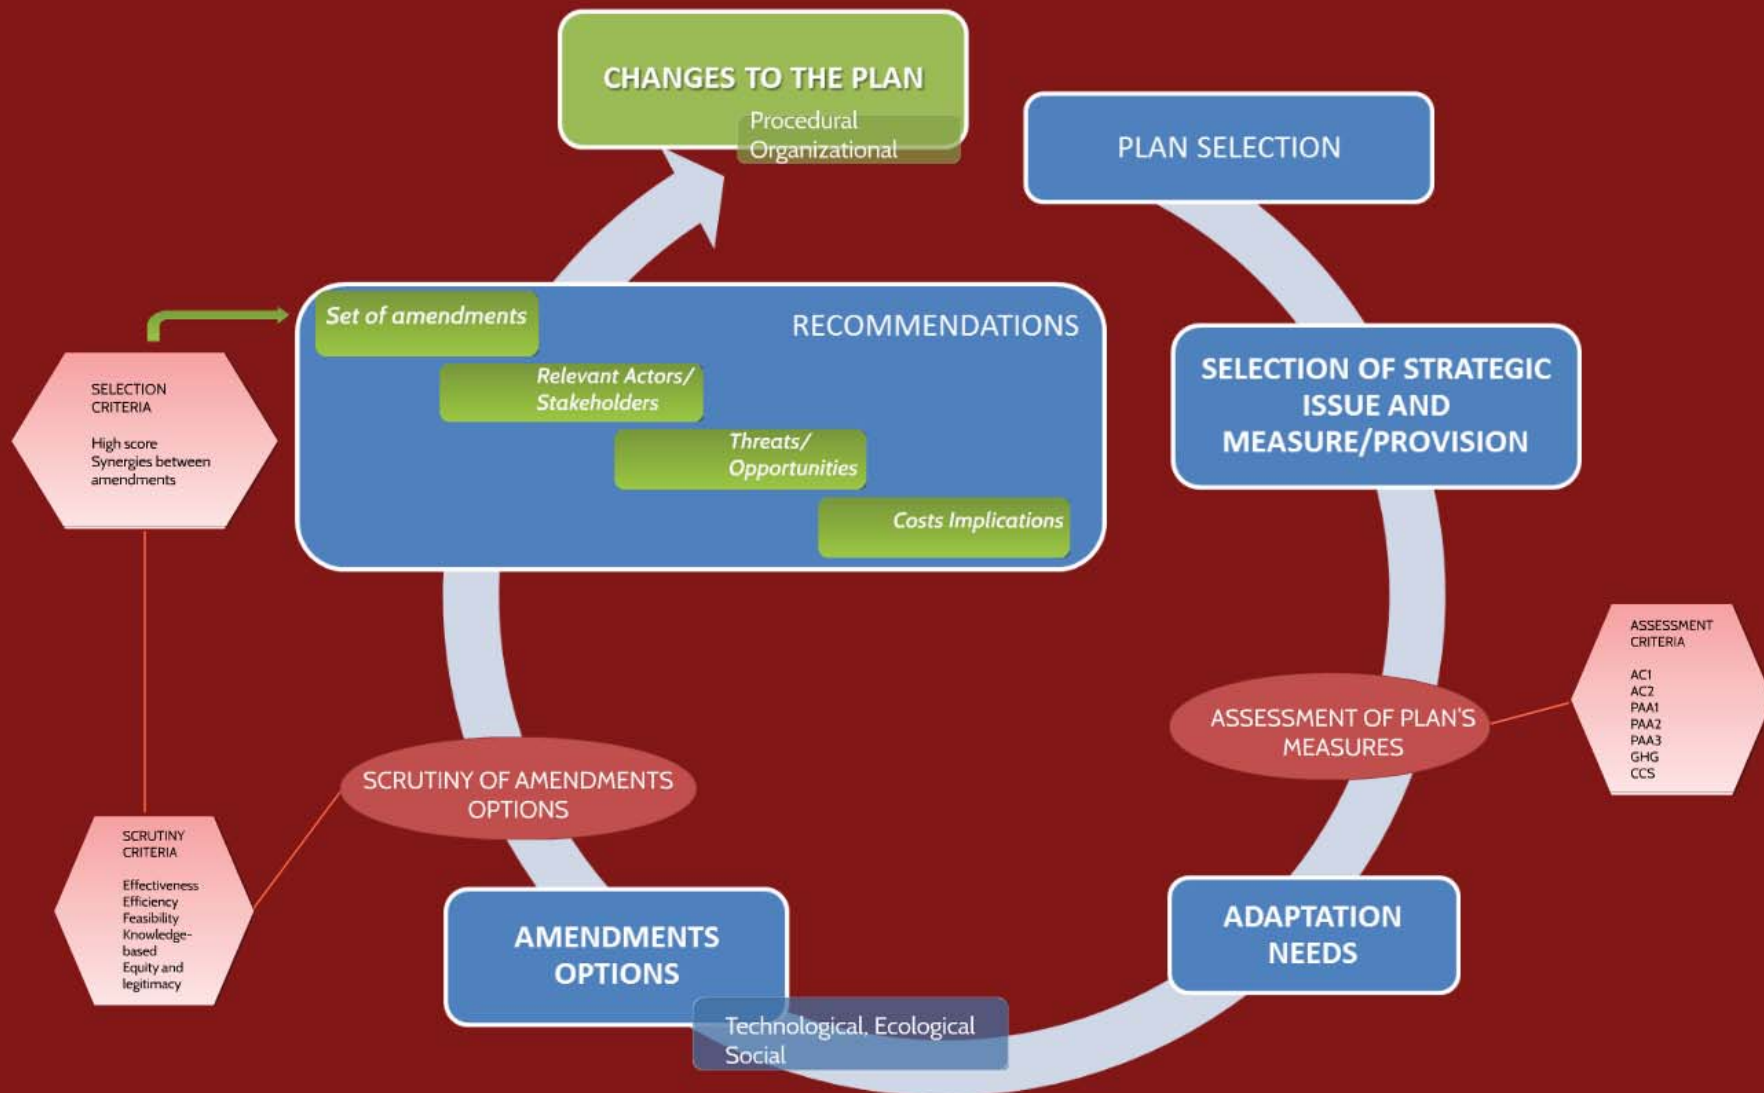 CHANGES TO THE PLAN
Procedural
Organizational
PLAN SELECTION
SELECTION OF STRATEGIC
ISSUE AND
MEASURE/PROVISION
ASSESSMENT OF PLAN'S
MEASURES
ASSESSMENT
CRITERIA
AC1
AC2
PAA1
PAA2
PAA3
GHG
CCS
ADAPTATION
NEEDS
Technological, Ecological
Social
AMENDMENTS
OPTIONS
SCRUTINY OF AMENDMENTS
OPTIONS
SCRUTINY
CRITERIA
Effectiveness
Efficiency
Feasibility
Knowledge-
based
Equity and
legitimacy
SELECTION
CRITERIA
High score
Synergies between
amendments
RECOMMENDATIONS
Set of amendments
Relevant Actors/
Stakeholders
Threats/
Opportunities
Costs Implications